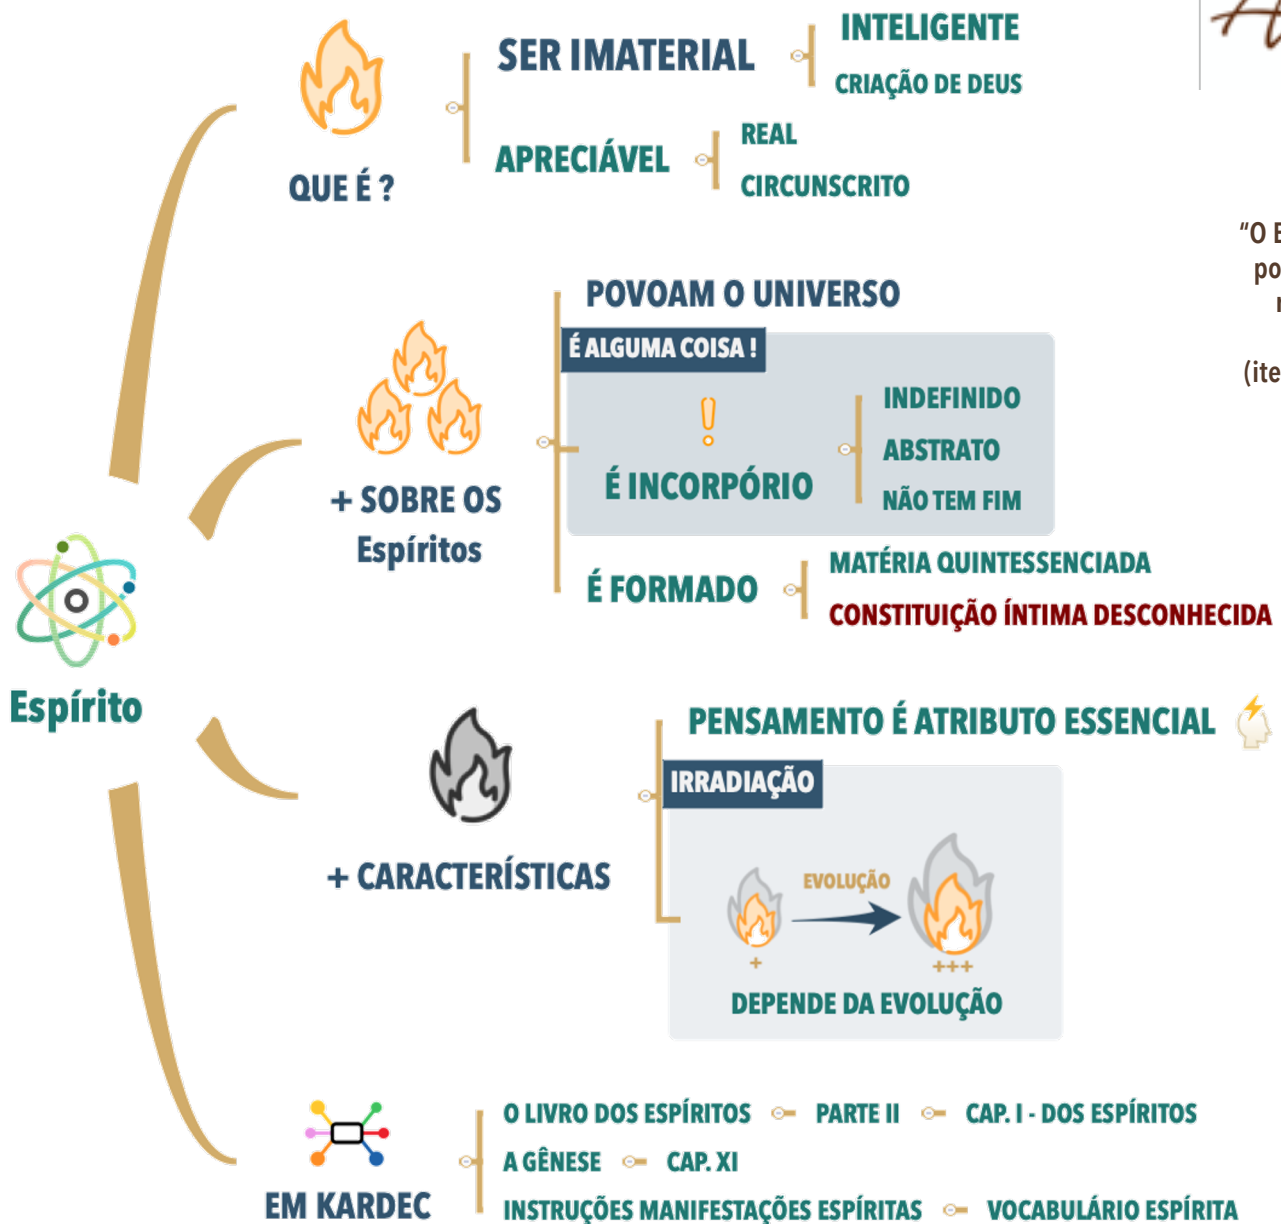 QUE É ?
SER IMATERIAL
INTELIGENTE
CRIAÇÃO DE DEUS
APRECIÁVEL
REAL
CIRCUNSCRITO
+ SOBRE OS
Espíritos
POVOAM O UNIVERSO
É ALGUMA COISA !
!
É INCORPÓRIO
INDEFINIDO
ABSTRATO
NÃO TEM FIM
É FORMADO
MATÉRIA QUINTESSENCIADA
CONSTITUIÇÃO ÍNTIMA DESCONHECIDA
Espírito
+ CARACTERÍSTICAS
PENSAMENTO É ATRIBUTO ESSENCIAL
IRRADIAÇÃO
EVOLUÇÃO
+
+++
DEPENDE DA EVOLUÇÃO
EM KARDEC
O LIVRO DOS ESPÍRITOS PARTE II CAP. I - DOS ESPÍRITOS
A GÊNESE CAP. XI
INSTRUÇÕES MANIFESTAÇÕES ESPÍRITAS VOCABULÁRIO ESPÍRITA
“O